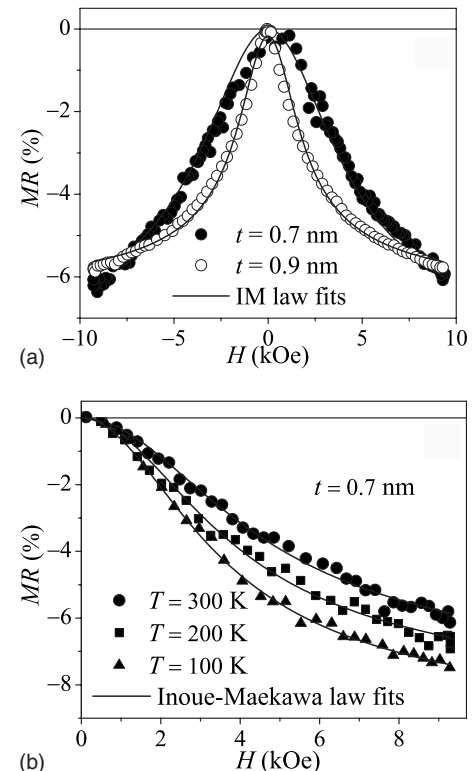 (a)
0
−2
−4
−6
MR (%)
t = 0.7 nm
t = 0.9 nm
IM law fits
−10 −5 0 5 10
H (kOe)
(b)
0
−2
−4
−6
−8
MR (%)
t = 0.7 nm
T = 300 K
T = 200 K
T = 100 K
Inoue-Maekawa law fits
0 2 4 6 8
H (kOe)